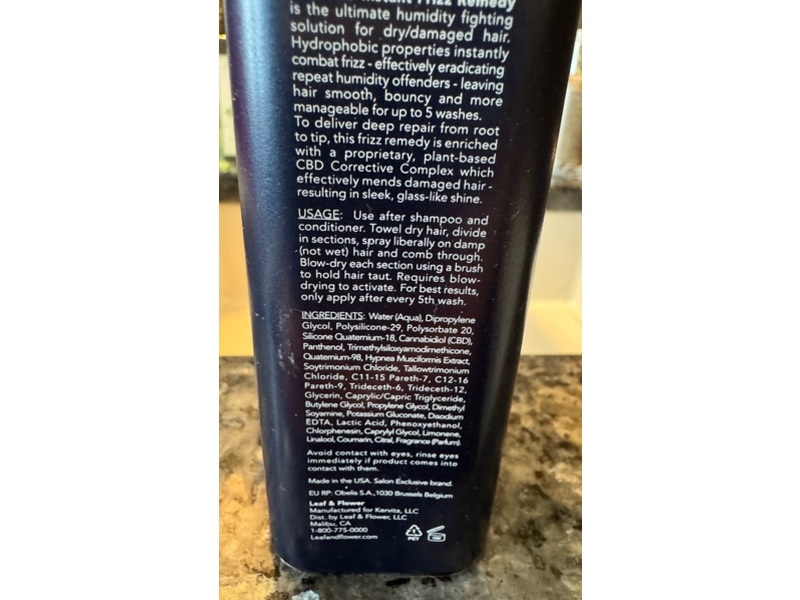 Instant Frizz Remedy
is the ultimate humidity fighting
solution for dry/damaged hair.
Hydrophobic properties instantly
combat frizz - effectively eradicating
repeat humidity offenders - leaving
hair smooth, bouncy and more
manageable for up to 5 washes.
To deliver deep repair from root
to tip, this frizz remedy is enriched
with a proprietary, plant-based
CBD Corrective Complex which
effectively mends damaged hair -
resulting in sleek, glass-like shine.
USAGE: Use after shampoo and
conditioner. Towel dry hair, divide
in sections, spray liberally on damp
(not wet) hair and comb through.
Blow-dry each section using a brush
to hold hair taut. Requires blow-
drying to activate. For best results,
only apply after every 5th wash.
INGREDIENTS: Water (Aqua), Dipropylene
Glycol, Polysilicone-29, Polysorbate 20,
Silicone Quaternium-18, Cannabidiol (CBD),
Panthenol, Trimethylsiloxyamodimethicone,
Quaternium-98, Hypnea Musciformis Extract,
Soytrimonium Chloride, Tallowtrimonium
Chloride, C11-15 Pareth-7, C12-16
Pareth-9, Trideceth-6, Trideceth-12,
Glycerin, Caprylic/Capric Triglyceride,
Butylene Glycol, Propylene Glycol, Dimethyl
Soyamine, Potassium Gluconate, Disodium
EDTA, Lactic Acid, Phenoxyethanol,
Chlorphenesin, Caprylyl Glycol, Limonene,
Linalool, Coumarin, Citral, Fragrance (Parfum).
Avoid contact with eyes, rinse eyes
immediately if product comes into
contact with them.
Made in the USA. Salon Exclusive brand.
EU RP: Obelis S.A.,1030 Brussels Belgium
Leaf & Flower
Manufactured for Kervita, LLC
Dist. by Leaf & Flower, LLC
Malibu, CA
1-800-775-0000
Leafandflower.com
1
PET